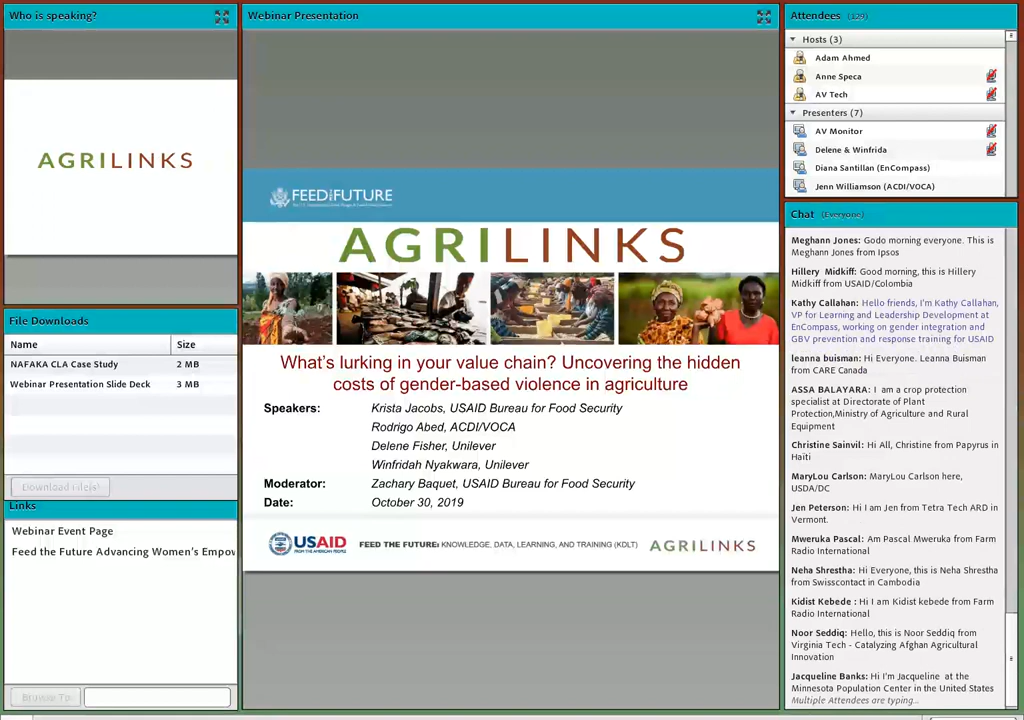 Who is speaking?
AGRILINKS
File Downloads
Name Size
NAFAKA CLA Case Study 2 MB
Webinar Presentation Slide Deck 3 MB
Download File(s)
Links
Webinar Event Page
Feed the Future Advancing Women's Empov
Browse To
Webinar Presentation
FEED THE FUTURE
AGRILINKS
What's lurking in your value chain? Uncovering the hidden
costs of gender-based violence in agriculture
Speakers: Krista Jacobs, USAID Bureau for Food Security
Rodrigo Abed, ACDI/VOCA
Delene Fisher, Unilever
Winfridah Nyakwara, Unilever
Moderator: Zachary Baquet, USAID Bureau for Food Security
Date: October 30, 2019
USAID
FROM THE AMERICAN PEOPLE
FEED THE FUTURE: KNOWLEDGE, DATA, LEARNING, AND TRAINING (KDLT)
AGRILINKS
Attendees (129)
Hosts (3)
Adam Ahmed
Anne Speca
AV Tech
Presenters (7)
AV Monitor
Delene & Winfrida
Diana Santillan (EnCompass)
Jenn Williamson (ACDI/VOCA)
Chat (Everyone)
Meghann Jones: Godo morning everyone. This is
Meghann Jones from Ipsos
Hillery Midkiff: Good morning, this is Hillery
Midkiff from USAID/Colombia
Kathy Callahan: Hello friends, I'm Kathy Callahan,
VP for Learning and Leadership Development at
EnCompass, working on gender integration and
GBV prevention and response training for USAID
leanna buisman: Hi Everyone. Leanna Buisman
from CARE Canada
ASSA BALAYARA: I am a crop protection
specialist at Directorate of Plant
Protection,Ministry of Agriculture and Rural
Equipment
Christine Sainvil: Hi All, Christine from Papyrus in
Haiti
MaryLou Carlson: MaryLou Carlson here,
USDA/DC
Jen Peterson: Hi I am Jen from Tetra Tech ARD in
Vermont.
Mweruka Pascal: Am Pascal Mweruka from Farm
Radio International
Neha Shrestha: Hi Everyone, this is Neha Shrestha
from Swisscontact in Cambodia
Kidist Kebede : Hi I am Kidist kebede from Farm
Radio International
Noor Seddiq: Hello, this is Noor Seddiq from
Virginia Tech - Catalyzing Afghan Agricultural
Innovation
Jacqueline Banks: Hi I'm Jacqueline at the
Minnesota Population Center in the United States
Multiple Attendees are typing...